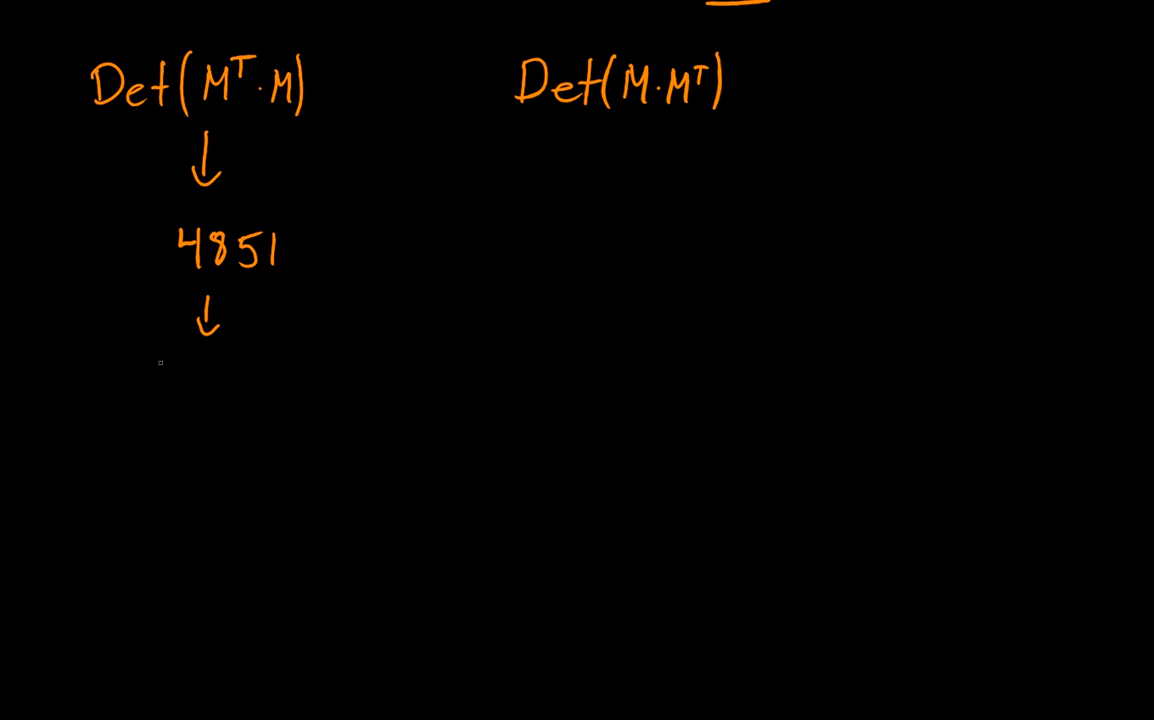 Det(Mᵀ·M)
Det(M·Mᵀ)
↓
4851
↓